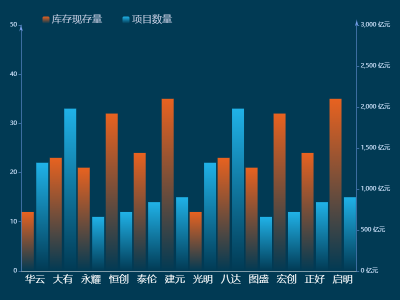 库存现存量 项目数量
50 3,000 亿元
2,500 亿元
40
2,000 亿元
30
1,500 亿元
20
1,000 亿元
10
500 亿元
0 0 亿元
华云 大有 永耀 恒创 泰伦 建元 光明 八达 图盛 宏创 正好 启明